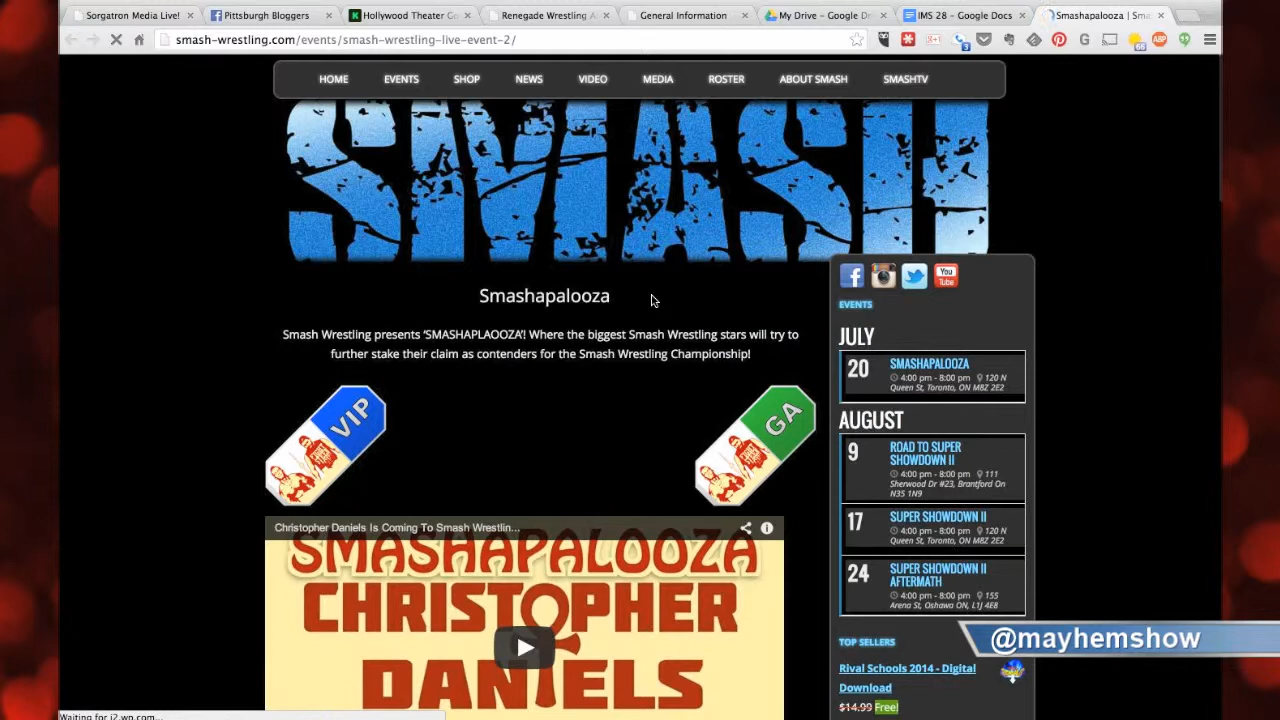 Sorgatron Media Live!
Pittsburgh Bloggers
Hollywood Theater Go
Renegade Wrestling A
General Information
My Drive - Google Dr
IMS 28 - Google Docs
Smashapalooza | Sma
smash-wrestling.com/events/smash-wrestling-live-event-2/
HOME EVENTS SHOP NEWS VIDEO MEDIA ROSTER ABOUT SMASH SMASHTV
SMASH
Smashapalooza
Smash Wrestling presents 'SMASHAPLAOOZA'! Where the biggest Smash Wrestling stars will try to
further stake their claim as contenders for the Smash Wrestling Championship!
VIP
GA
Christopher Daniels Is Coming To Smash Wrestlin...
SMASHAPALOOZA
CHRISTOPHER
DANIELS
You
Tube
EVENTS
JULY
20 SMASHAPALOOZA
4:00 pm - 8:00 pm 120 N
Queen St, Toronto, ON M8Z 2E2
AUGUST
9 ROAD TO SUPER
SHOWDOWN II
4:00 pm - 8:00 pm 111
Sherwood Dr #23, Brantford On
N3S 1N9
17 SUPER SHOWDOWN II
4:00 pm - 8:00 pm 120 N
Queen St, Toronto, ON M8Z 2E2
24 SUPER SHOWDOWN II
AFTERMATH
4:00 pm - 8:00 pm 155
Arena St, Oshawa ON, L1J 4E8
TOP SELLERS
Rival Schools 2014 - Digital
Download
$14.99 Free!
@mayhemshow
Waiting for i2.wp.com...